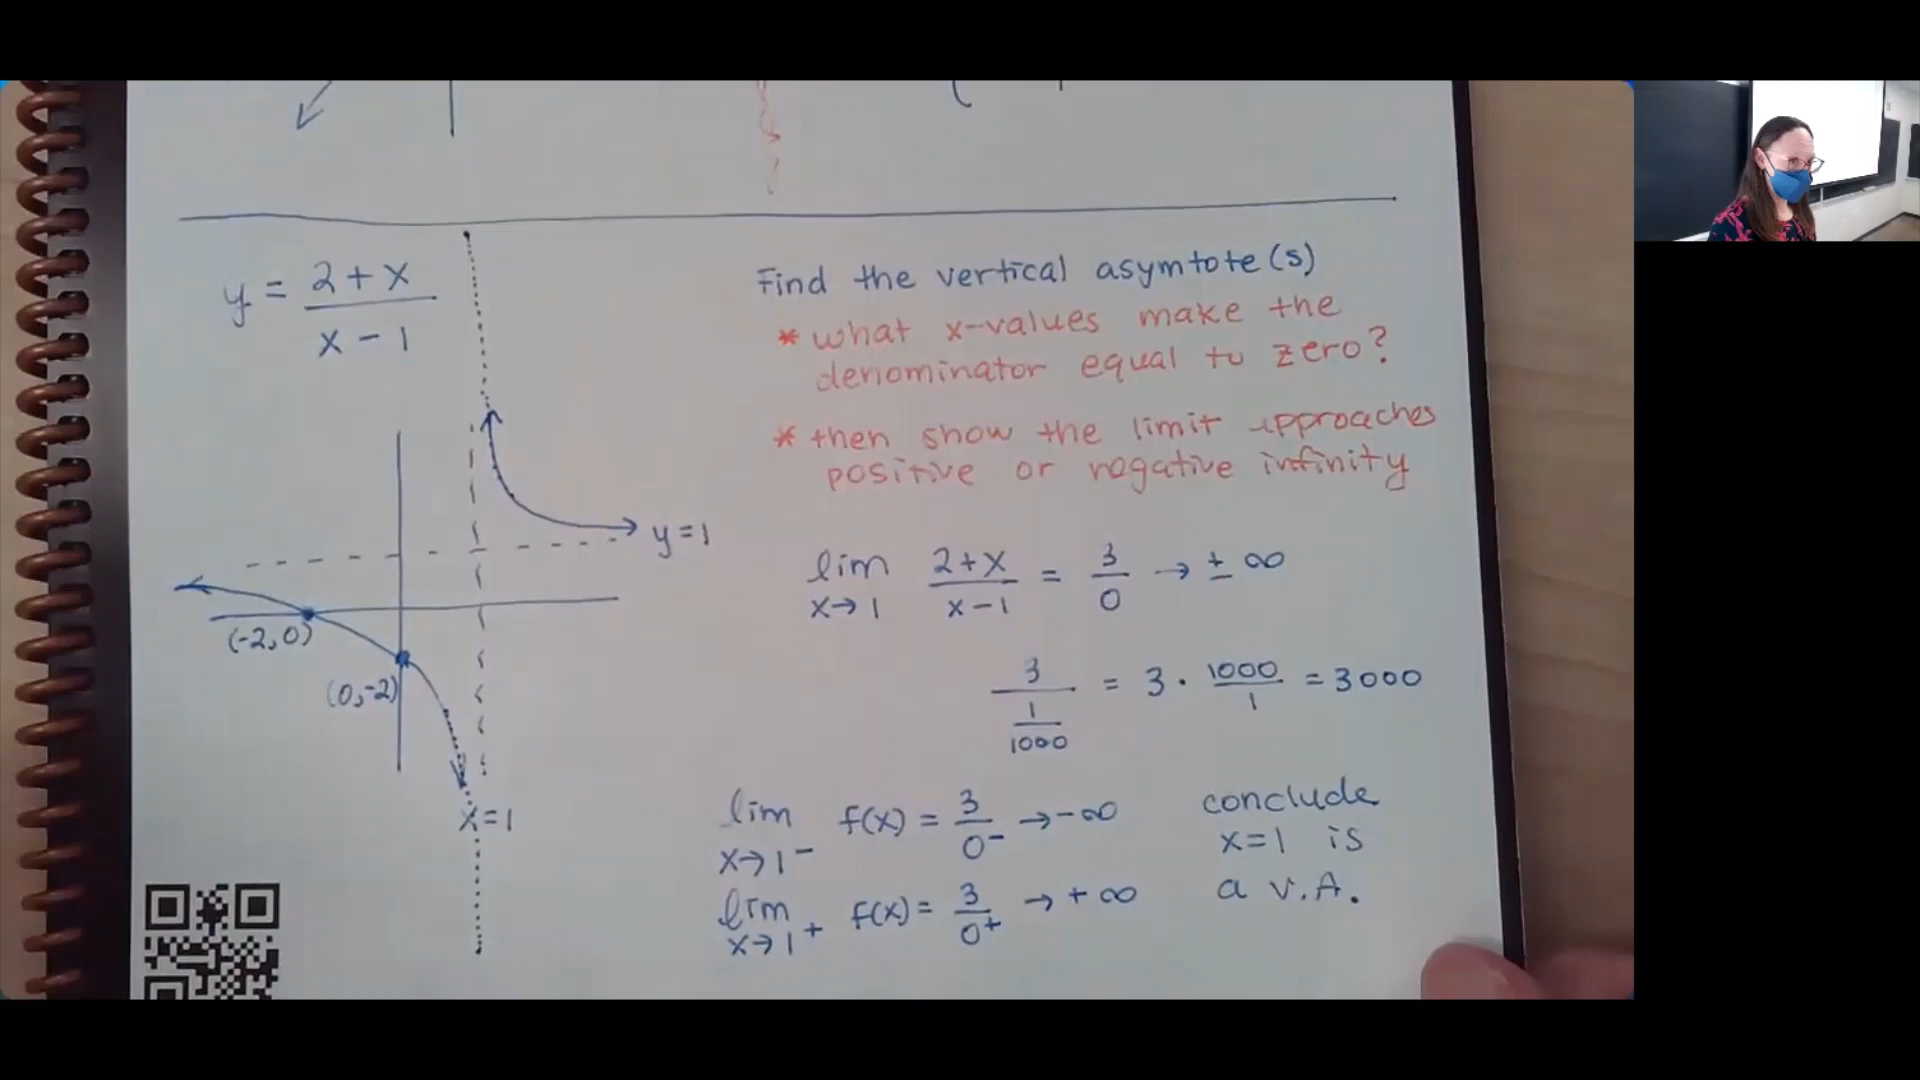 y = 2 + x / x - 1
Find the vertical asymtote (s)
* what x-values make the
denominator equal to zero?
* then show the limit approaches
positive or negative infinity
y = 1
(-2,0)
(0,-2)
x = 1
lim x→1 2+x / x-1 = 3/0 → ± ∞
3 / (1/1000) = 3 · 1000/1 = 3000
lim x→1⁻ f(x) = 3/0⁻ → -∞
lim x→1⁺ f(x) = 3/0⁺ → +∞
conclude
x=1 is
a V.A.